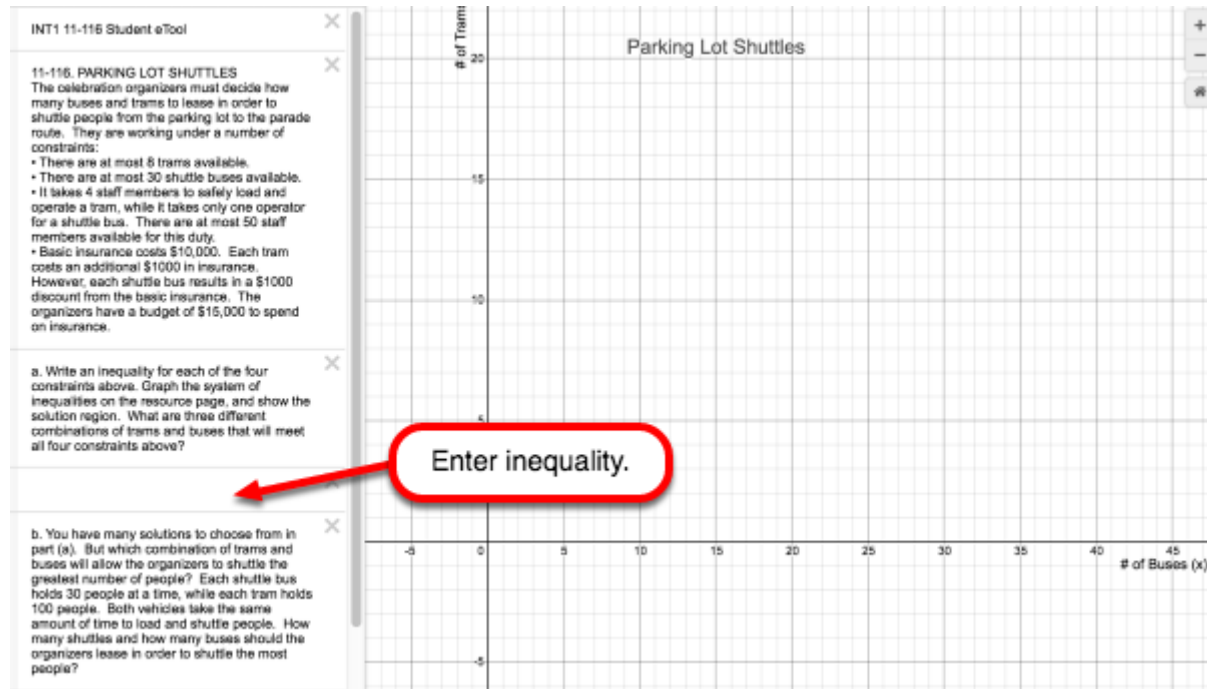 INT1 11-116 Student eTool
11-116. PARKING LOT SHUTTLES
The celebration organizers must decide how
many buses and trams to lease in order to
shuttle people from the parking lot to the parade
route. They are working under a number of
constraints:
• There are at most 8 trams available.
• There are at most 30 shuttle buses available.
• It takes 4 staff members to safely load and
operate a tram, while it takes only one operator
for a shuttle bus. There are at most 50 staff
members available for this duty.
• Basic insurance costs $10,000. Each tram
costs an additional $1000 in insurance.
However, each shuttle bus results in a $1000
discount from the basic insurance. The
organizers have a budget of $15,000 to spend
on insurance.
a. Write an inequality for each of the four
constraints above. Graph the system of
inequalities on the resource page, and show the
solution region. What are three different
combinations of trams and buses that will meet
all four constraints above?
b. You have many solutions to choose from in
part (a). But which combination of trams and
buses will allow the organizers to shuttle the
greatest number of people? Each shuttle bus
holds 30 people at a time, while each tram holds
100 people. Both vehicles take the same
amount of time to load and shuttle people. How
many shuttles and how many buses should the
organizers lease in order to shuttle the most
people?
# of Trams
Parking Lot Shuttles
20
15
10
5
Enter inequality.
-5 0 5 10 15 20 25 30 35 40 45
# of Buses (x)
-5
+
−